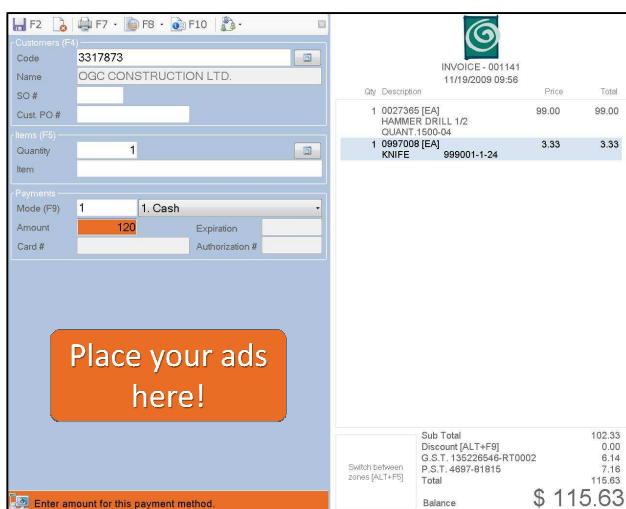 F2 F7 F8 F10
Customers (F4)
Code 3317873
Name OGC CONSTRUCTION LTD.
SO #
Cust. PO #
Items (F5)
Quantity 1
Item
Payments
Mode (F9) 1 1. Cash
Amount 120 Expiration
Card # Authorization #
Place your ads
here!
Enter amount for this payment method.
INVOICE - 001141
11/19/2009 09:56
Qty Description Price Total
1 0027365 [EA] 99.00 99.00
HAMMER DRILL 1/2
QUANT.1500-04
1 0997008 [EA] 3.33 3.33
KNIFE 999001-1-24
Switch between
zones [ALT+F5]
Sub Total 102.33
Discount [ALT+F9] 0.00
G.S.T. 135226546-RT0002 6.14
P.S.T. 4697-81815 7.16
Total 115.63
Balance $ 115.63